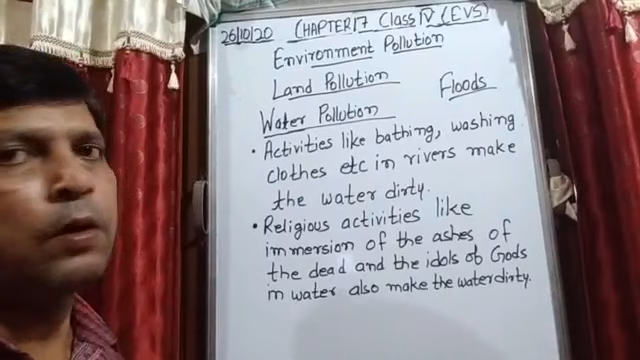 26/10/20 CHAPTER 17 Class IV (EVS)
Environment Pollution
Land Pollution
Floods
Water Pollution
• Activities like bathing, washing
clothes etc in rivers make
the water dirty.
• Religious activities like
immersion of the ashes of
the dead and the idols of Gods
in water also make the water dirty.